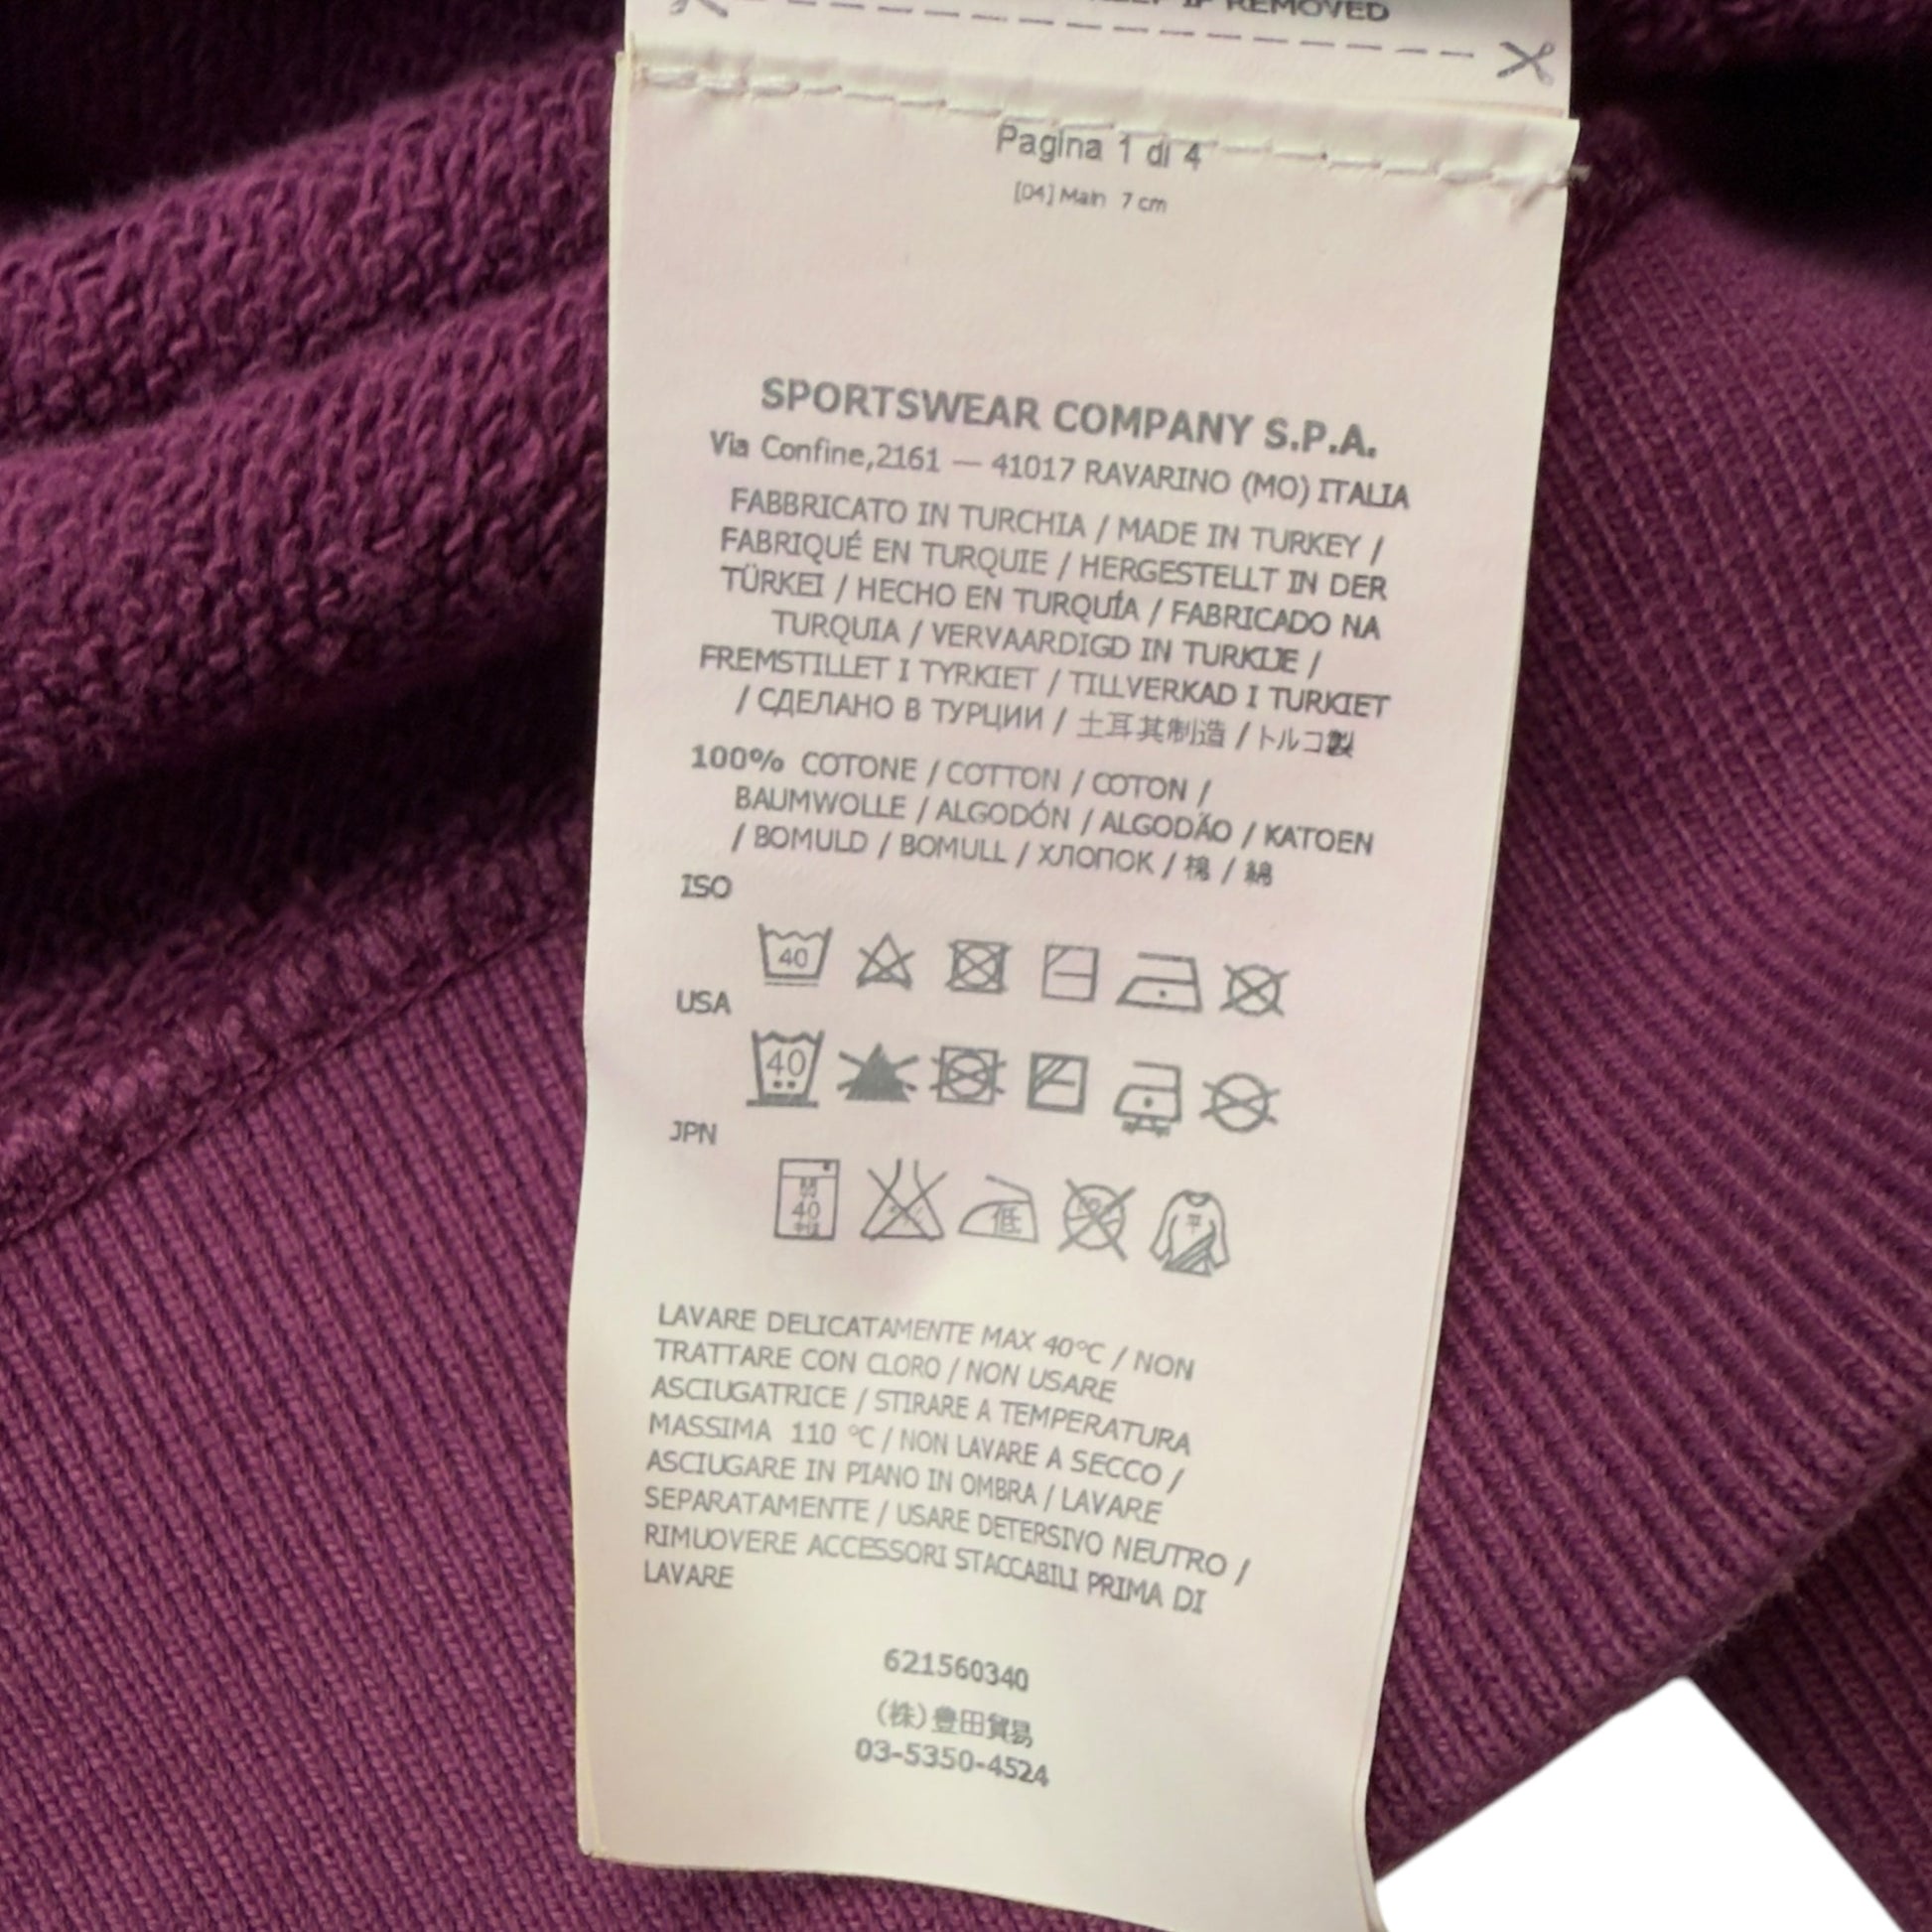 KEEP IF REMOVED
Pagina 1 di 4
[04] Main 7 cm
SPORTSWEAR COMPANY S.P.A.
Via Confine,2161 — 41017 RAVARINO (MO) ITALIA
FABBRICATO IN TURCHIA / MADE IN TURKEY /
FABRIQUÉ EN TURQUIE / HERGESTELLT IN DER
TÜRKEI / HECHO EN TURQUÍA / FABRICADO NA
TURQUIA / VERVAARDIGD IN TURKIJE /
FREMSTILLET I TYRKIET / TILLVERKAD I TURKIET
/ СДЕЛАНО В ТУРЦИИ / 土耳其制造 / トルコ製
100% COTONE / COTTON / COTON /
BAUMWOLLE / ALGODÓN / ALGODÃO / KATOEN
/ BOMULD / BOMULL / ХЛОПОК / 棉 / 綿
ISO
40
USA
40
JPN
40
低
LAVARE DELICATAMENTE MAX 40°C / NON
TRATTARE CON CLORO / NON USARE
ASCIUGATRICE / STIRARE A TEMPERATURA
MASSIMA 110 °C / NON LAVARE A SECCO /
ASCIUGARE IN PIANO IN OMBRA / LAVARE
SEPARATAMENTE / USARE DETERSIVO NEUTRO /
RIMUOVERE ACCESSORI STACCABILI PRIMA DI
LAVARE
621560340
(株)豊田貿易
03-5350-4524